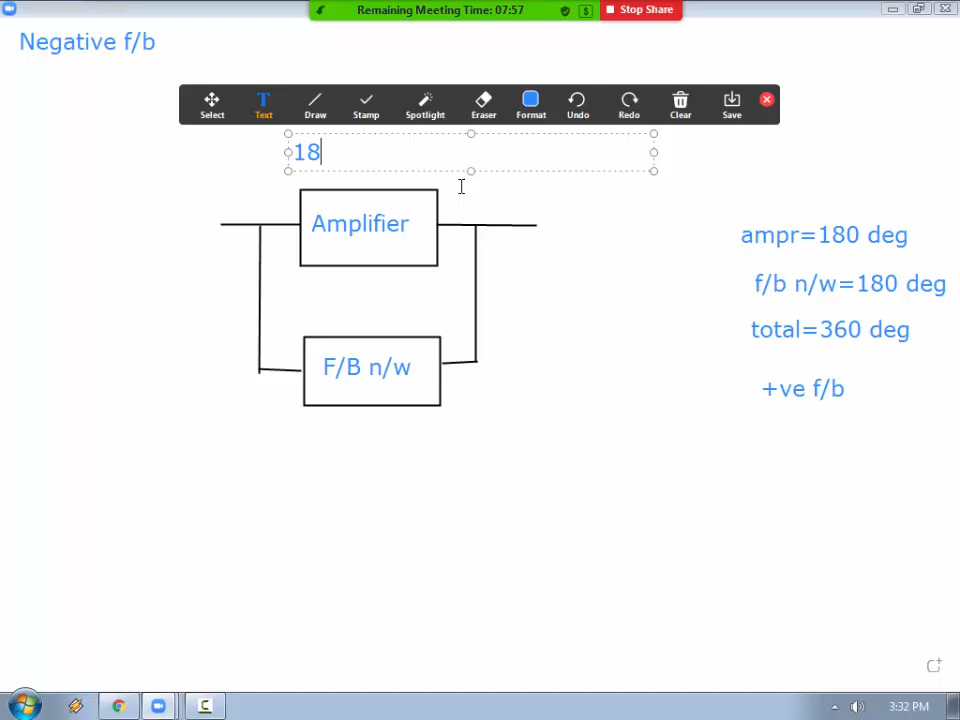 Remaining Meeting Time: 07:57
Stop Share
Negative f/b
Select
Text
Draw
Stamp
Spotlight
Eraser
Format
Undo
Redo
Clear
Save
18
Amplifier
ampr=180 deg
f/b n/w=180 deg
total=360 deg
F/B n/w
+ve f/b
3:32 PM